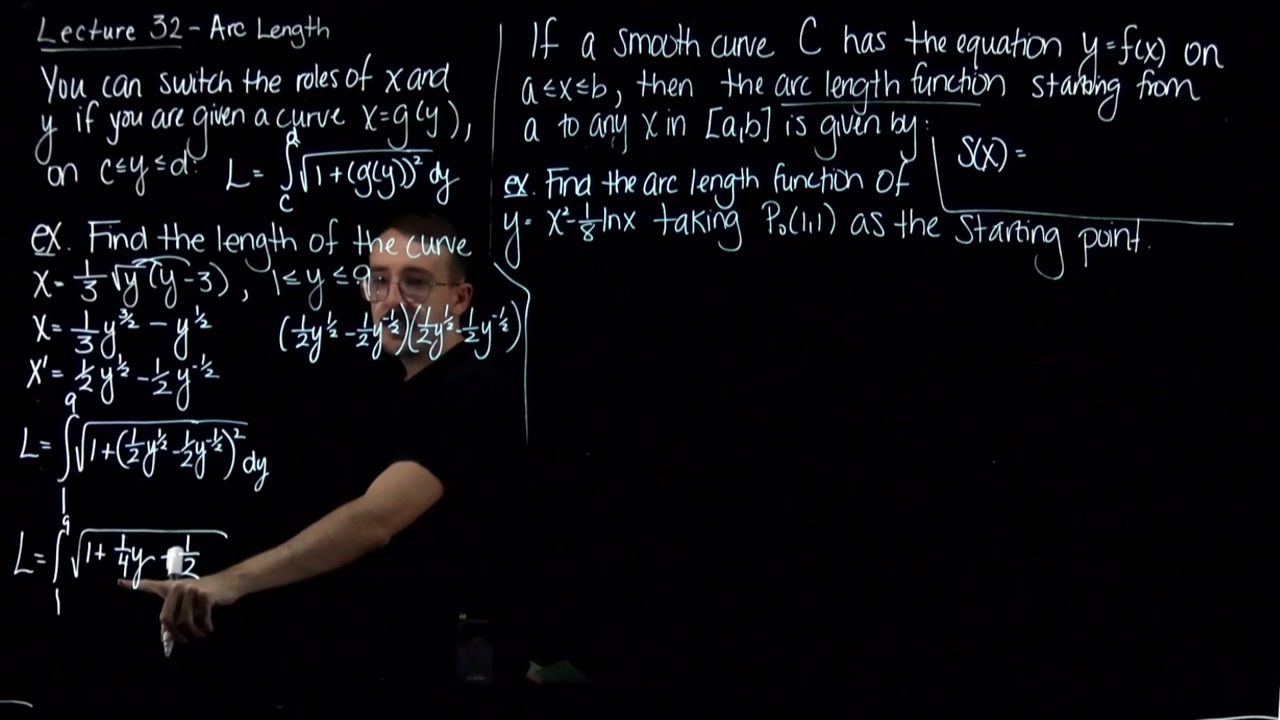 Lecture 32 - Arc Length
You can switch the roles of x and
y if you are given a curve x=g(y),
on c≤y≤d: L= ∫_c^d √(1+(g(y))²) dy
ex. Find the length of the curve
x= 1/3 √y (y-3), 1≤y≤9
x= 1/3 y^(3/2) - y^(1/2)
(1/2 y^(1/2) - 1/2 y^(-1/2))(1/2 y^(1/2) - 1/2 y^(-1/2))
x' = 1/2 y^(1/2) - 1/2 y^(-1/2)
L= ∫_1^9 √(1+(1/2 y^(1/2) - 1/2 y^(-1/2))²) dy
L= ∫_1^9 √(1+ 1/4 y - 1/2
If a smooth curve C has the equation y=f(x) on
a≤x≤b, then the arc length function starting from
a to any x in [a,b] is given by:
S(x) =
ex. Find the arc length function of
y= x² - 1/8 lnx taking P₀(1,1) as the starting point.